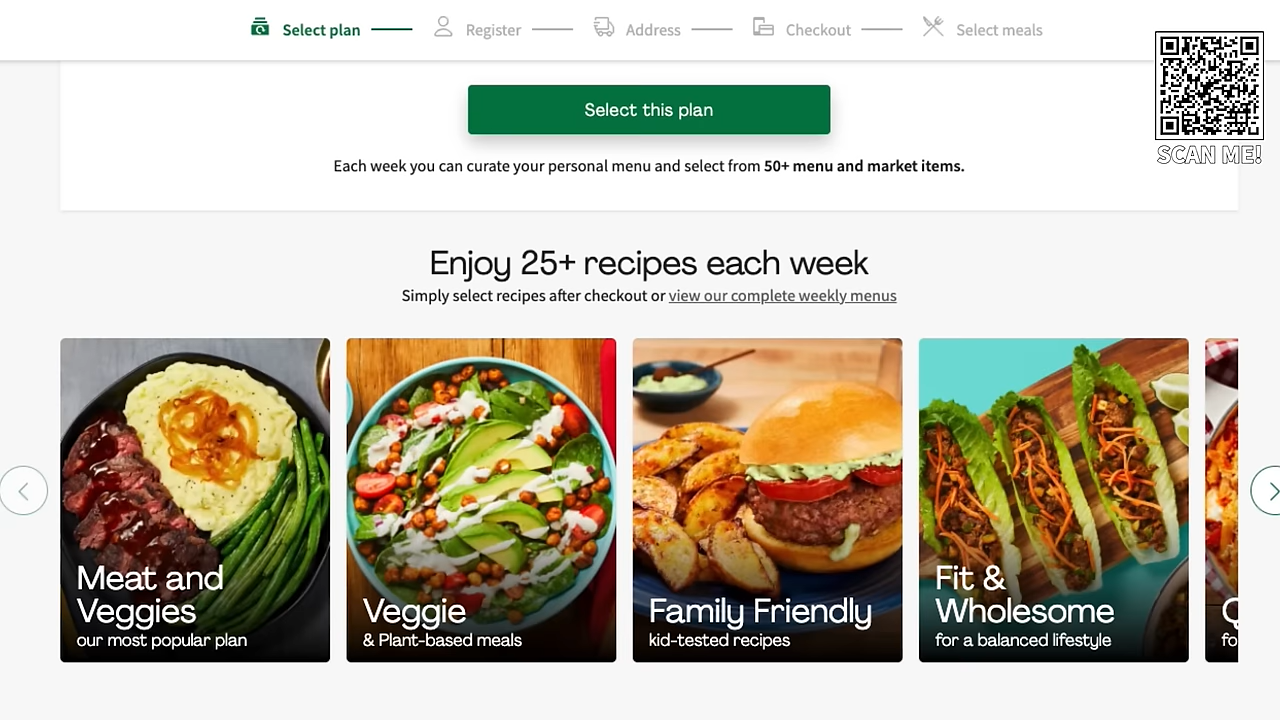 Select plan
Register
Address
Checkout
Select meals
SCAN ME!
Select this plan
Each week you can curate your personal menu and select from 50+ menu and market items.
Enjoy 25+ recipes each week
Simply select recipes after checkout or view our complete weekly menus
Meat and
Veggies
our most popular plan
Veggie
& Plant-based meals
Family Friendly
kid-tested recipes
Fit &
Wholesome
for a balanced lifestyle